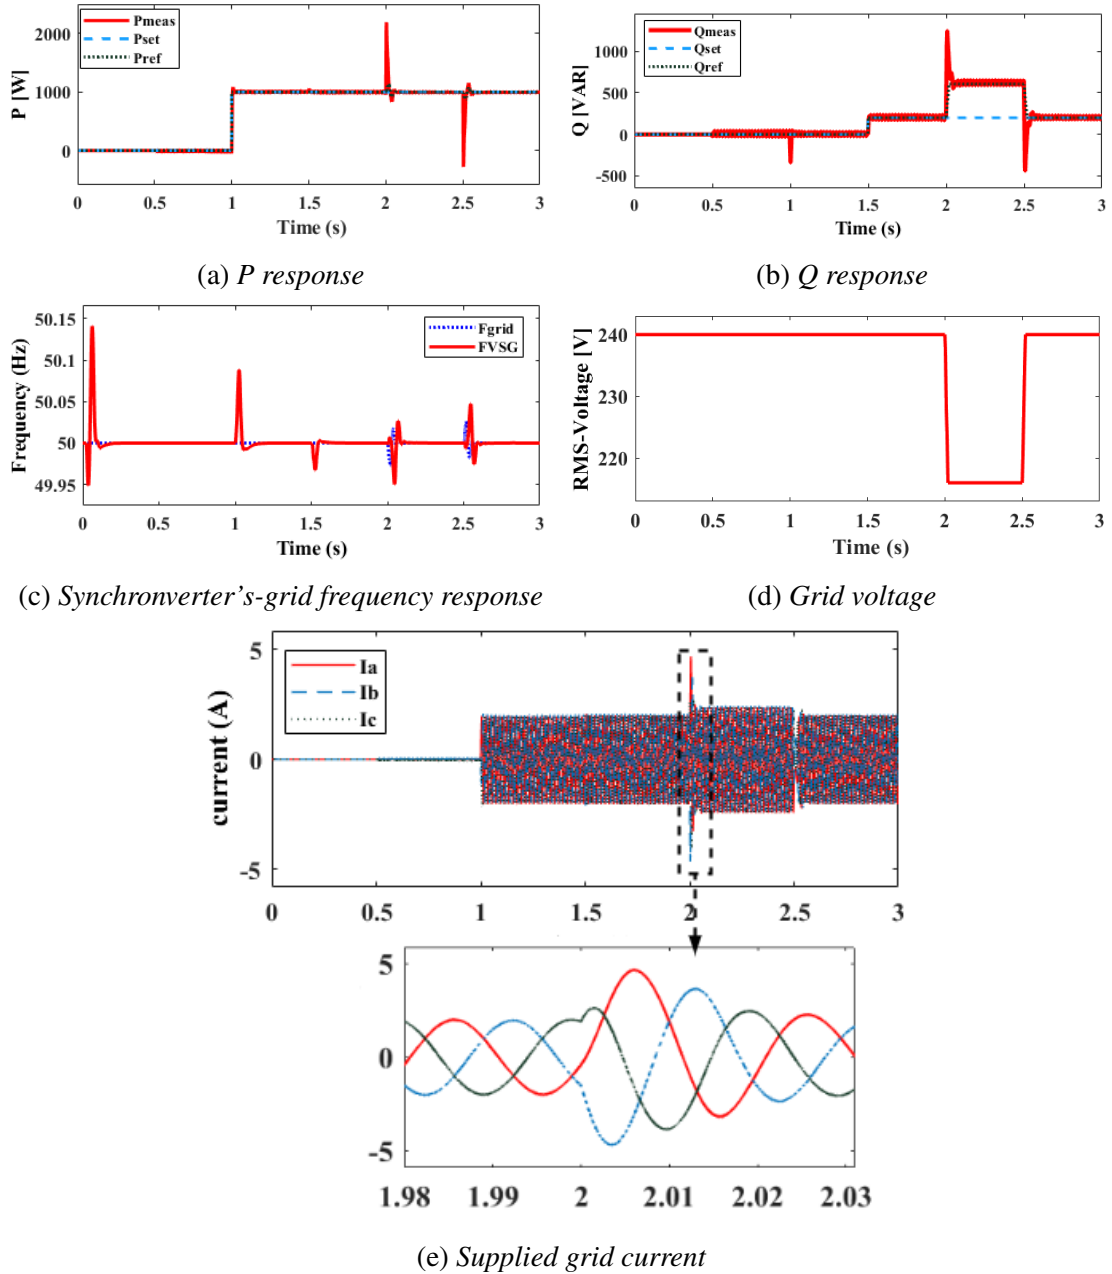 P [W]
2000
1000
0
Pmeas
Pset
Pref
0 0.5 1 1.5 2 2.5 3
Time (s)
(a) P response
Q [VAR]
1000
500
0
-500
Qmeas
Qset
Qref
0 0.5 1 1.5 2 2.5 3
Time (s)
(b) Q response
Frequency (Hz)
50.15
50.1
50.05
50
49.95
Fgrid
FVSG
0 0.5 1 1.5 2 2.5 3
Time (s)
(c) Synchronverter's-grid frequency response
RMS-Voltage [V]
240
230
220
0 0.5 1 1.5 2 2.5 3
Time (s)
(d) Grid voltage
current (A)
5
0
-5
Ia
Ib
Ic
0 0.5 1 1.5 2 2.5 3
5
0
-5
1.98 1.99 2 2.01 2.02 2.03
(e) Supplied grid current